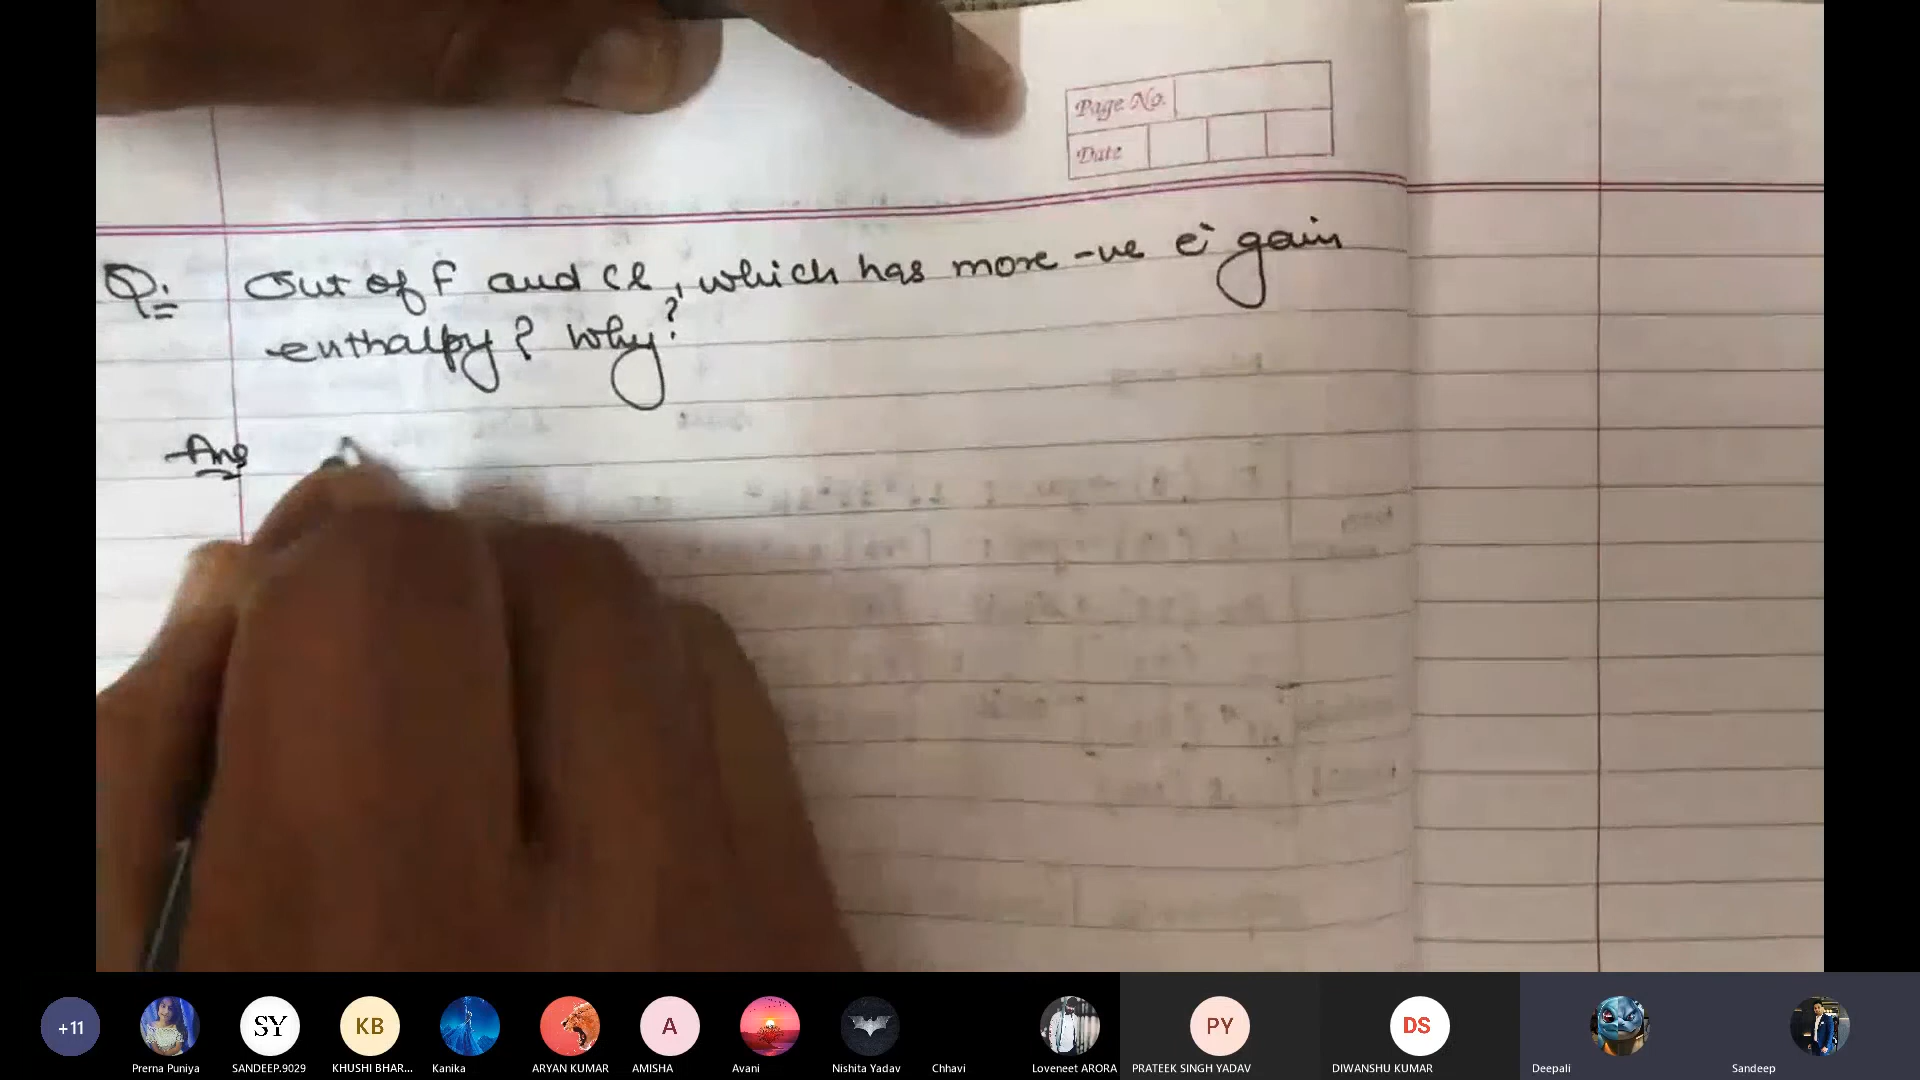 Page No.
Date
Q: Out of F and Cl, which has more -ve e⁻ gain
enthalpy? Why?
Ans
+11
SY
KB
A
PY
DS
Prerna Puniya
SANDEEP.9029
KHUSHI BHAR...
Kanika
ARYAN KUMAR
AMISHA
Avani
Nishita Yadav
Chhavi
Loveneet ARORA
PRATEEK SINGH YADAV
DIWANSHU KUMAR
Deepali
Sandeep